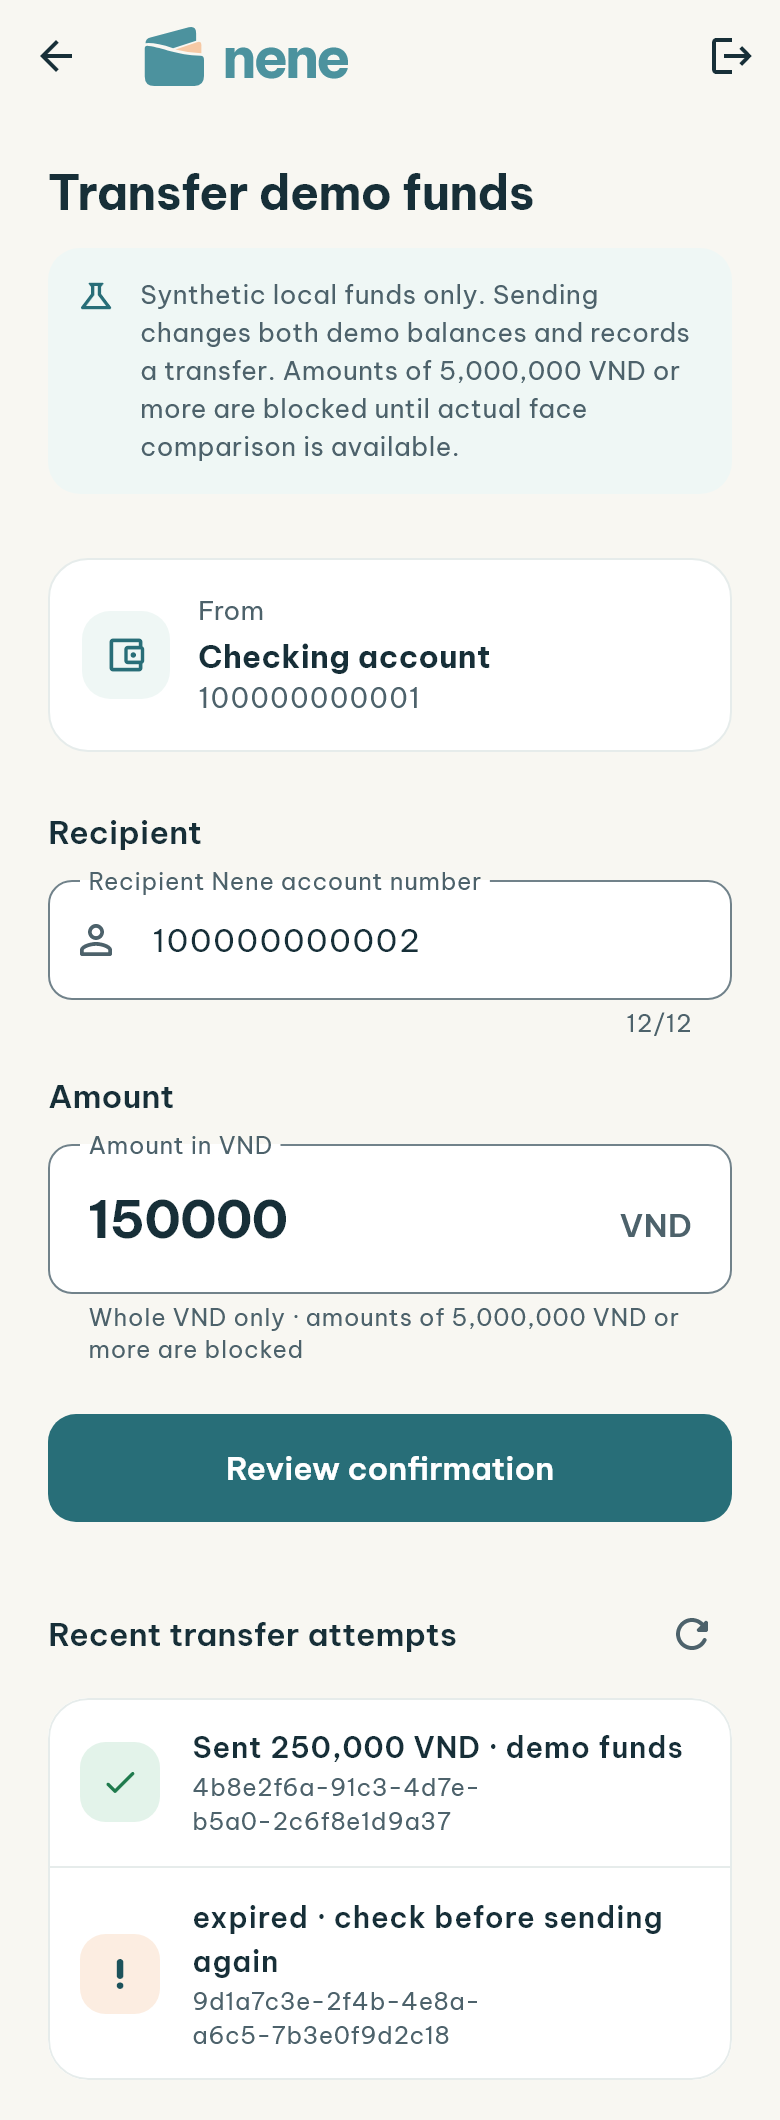 nene
Transfer demo funds
Synthetic local funds only. Sending
changes both demo balances and records
a transfer. Amounts of 5,000,000 VND or
more are blocked until actual face
comparison is available.
From
Checking account
100000000001
Recipient
Recipient Nene account number
100000000002
12/12
Amount
Amount in VND
150000
VND
Whole VND only · amounts of 5,000,000 VND or
more are blocked
Review confirmation
Recent transfer attempts
Sent 250,000 VND · demo funds
4b8e2f6a-91c3-4d7e-
b5a0-2c6f8e1d9a37
expired · check before sending
again
9d1a7c3e-2f4b-4e8a-
a6c5-7b3e0f9d2c18